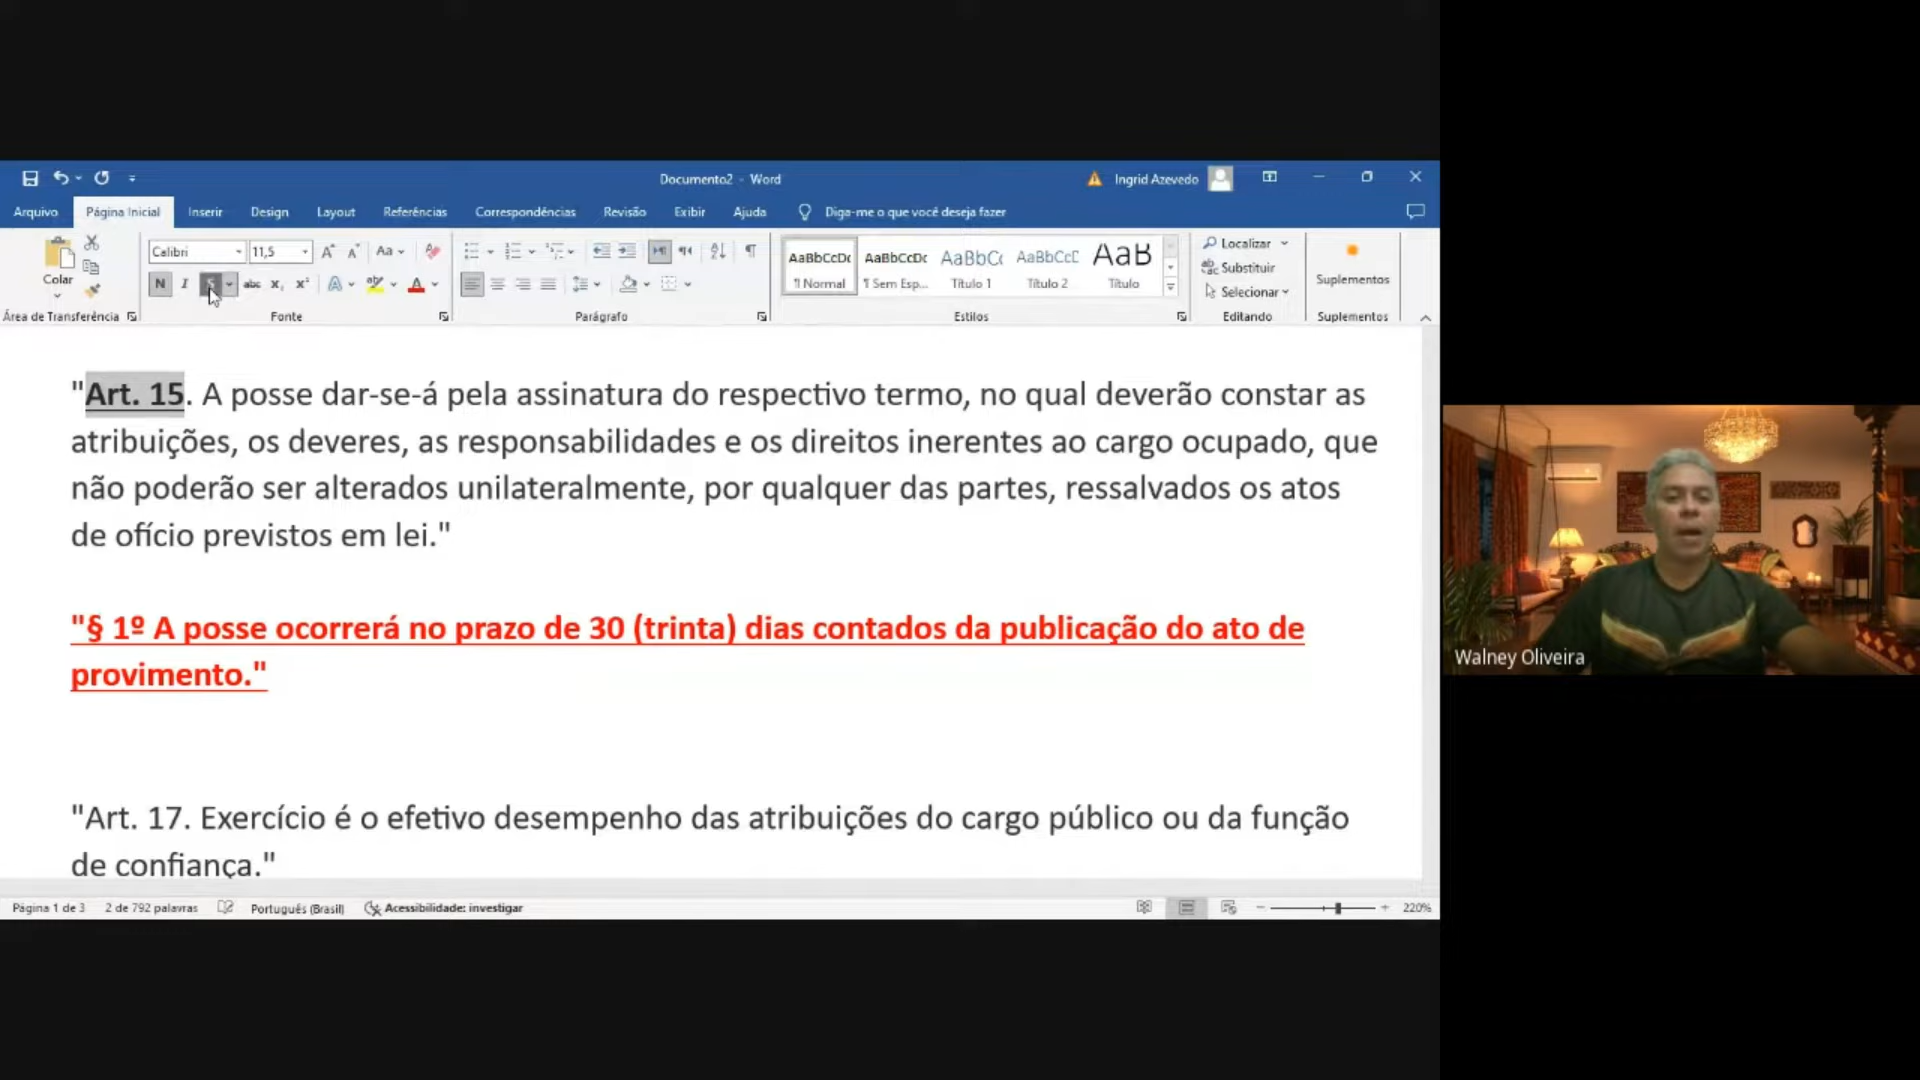 Documento2 - Word
Ingrid Azevedo
Arquivo
Página Inicial
Inserir
Design
Layout
Referências
Correspondências
Revisão
Exibir
Ajuda
Diga-me o que você deseja fazer
Colar
Calibri
11,5
Aa
N I S abc x, x²
AaBbCcDc
AaBbCcDc
AaBbCc
AaBbCcD
AaB
¶ Normal
¶ Sem Esp...
Título 1
Título 2
Título
Localizar
Substituir
Selecionar
Suplementos
Área de Transferência
Fonte
Parágrafo
Estilos
Editando
Suplementos
"Art. 15. A posse dar-se-á pela assinatura do respectivo termo, no qual deverão constar as
atribuições, os deveres, as responsabilidades e os direitos inerentes ao cargo ocupado, que
não poderão ser alterados unilateralmente, por qualquer das partes, ressalvados os atos
de ofício previstos em lei."
"§ 1º A posse ocorrerá no prazo de 30 (trinta) dias contados da publicação do ato de
provimento."
"Art. 17. Exercício é o efetivo desempenho das atribuições do cargo público ou da função
de confiança."
Walney Oliveira
Página 1 de 3
2 de 792 palavras
Português (Brasil)
Acessibilidade: investigar
220%